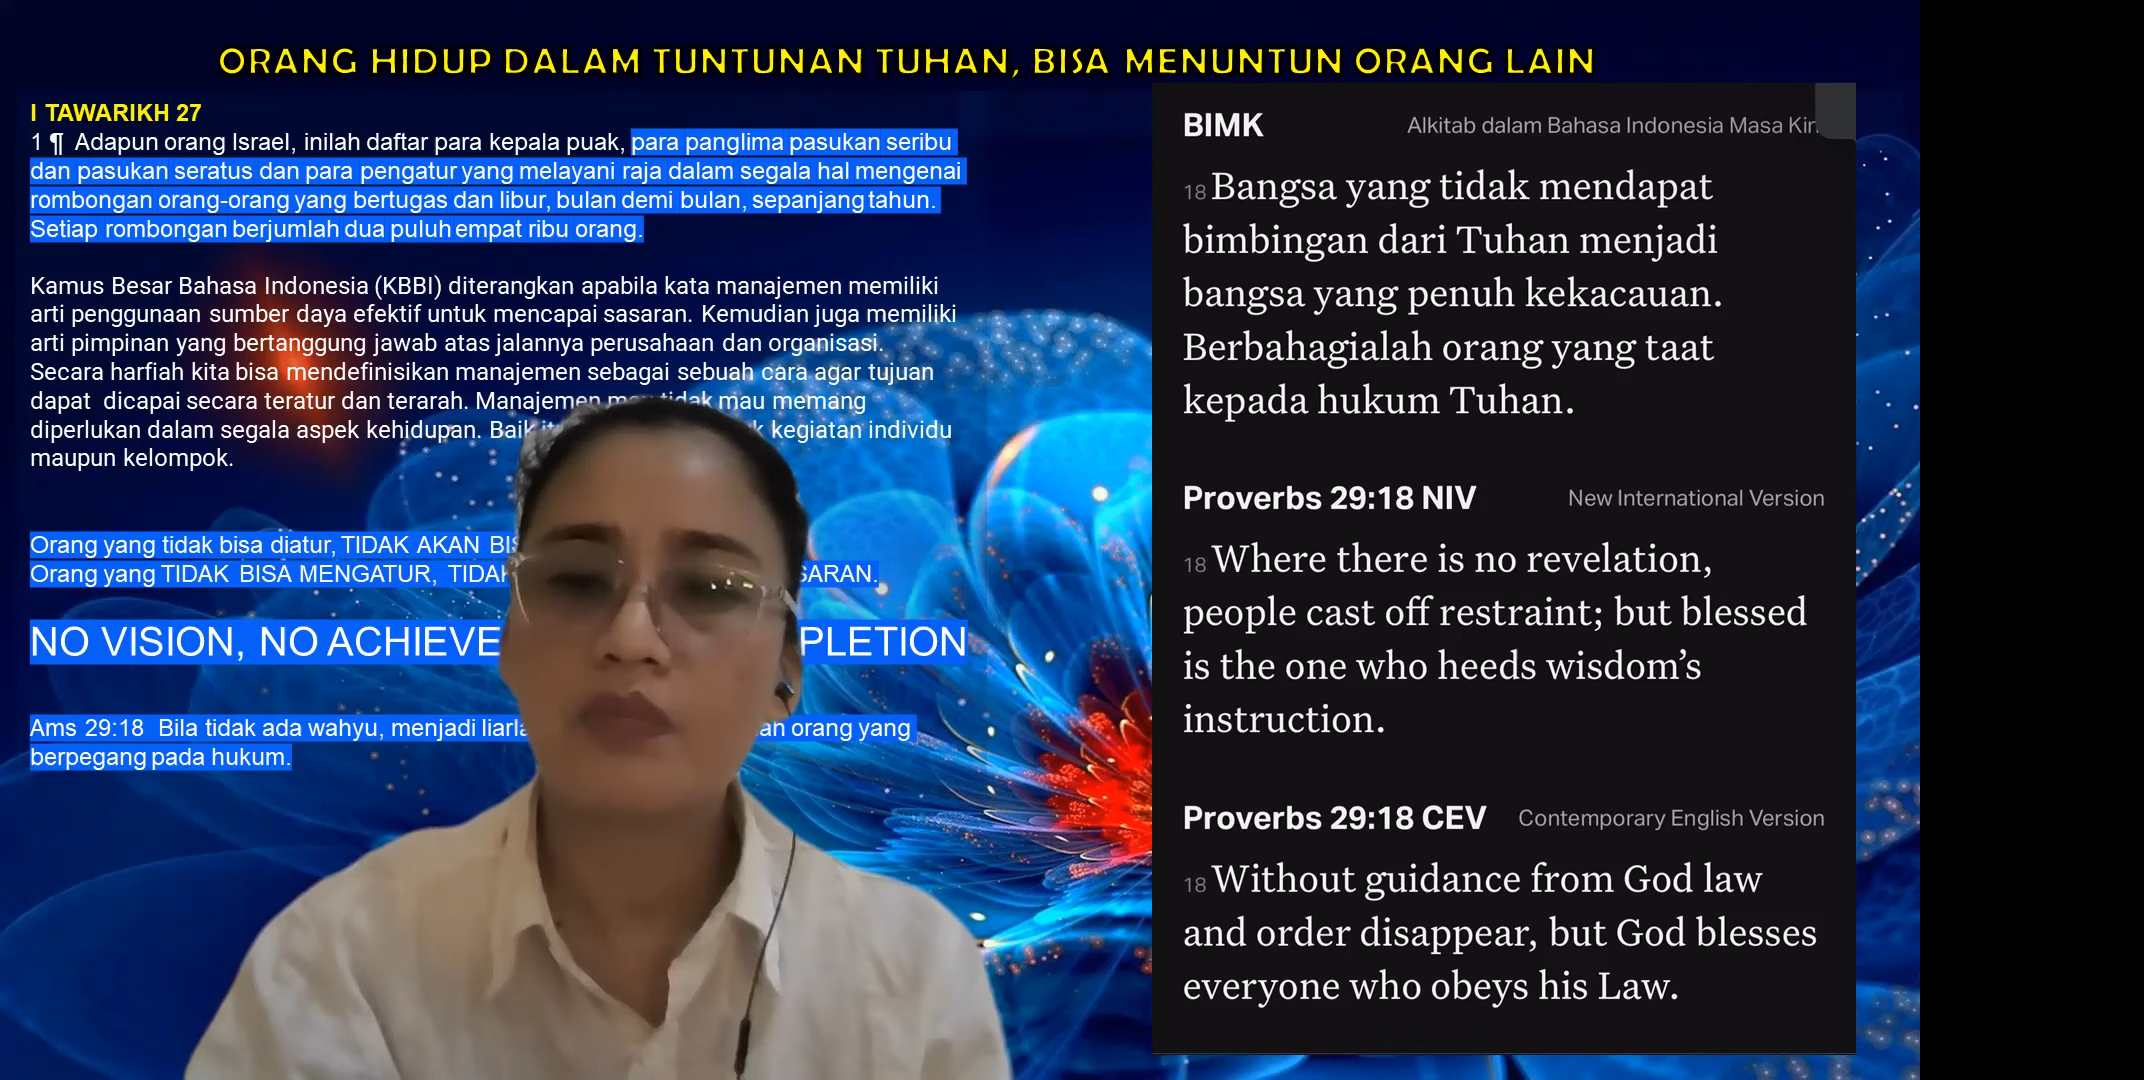 ORANG HIDUP DALAM TUNTUNAN TUHAN, BISA MENUNTUN ORANG LAIN
I TAWARIKH 27
1 ¶ Adapun orang Israel, inilah daftar para kepala puak, para panglima pasukan seribu
dan pasukan seratus dan para pengatur yang melayani raja dalam segala hal mengenai
rombongan orang-orang yang bertugas dan libur, bulan demi bulan, sepanjang tahun.
Setiap rombongan berjumlah dua puluh empat ribu orang.
Kamus Besar Bahasa Indonesia (KBBI) diterangkan apabila kata manajemen memiliki
arti penggunaan sumber daya efektif untuk mencapai sasaran. Kemudian juga memiliki
arti pimpinan yang bertanggung jawab atas jalannya perusahaan dan organisasi.
Secara harfiah kita bisa mendefinisikan manajemen sebagai sebuah cara agar tujuan
dapat dicapai secara teratur dan terarah. Manajemen tidak mau memang
diperlukan dalam segala aspek kehidupan. Baik kegiatan individu
maupun kelompok.
Orang yang tidak bisa diatur, TIDAK AKAN
Orang yang TIDAK BISA MENGATUR,
NO VISION, NO
Ams 29:18 Bila tidak ada wahyu, menjadi orang yang
berpegang pada hukum.
BIMK Alkitab dalam Bahasa Indonesia Masa
18 Bangsa yang tidak mendapat
bimbingan dari Tuhan menjadi
bangsa yang penuh kekacauan.
Berbahagialah orang yang taat
kepada hukum Tuhan.
Proverbs 29:18 NIV New International Version
18 Where there is no revelation,
people cast off restraint; but blessed
is the one who heeds wisdom’s
instruction.
Proverbs 29:18 CEV Contemporary English Version
18 Without guidance from God law
and order disappear, but God blesses
everyone who obeys his Law.